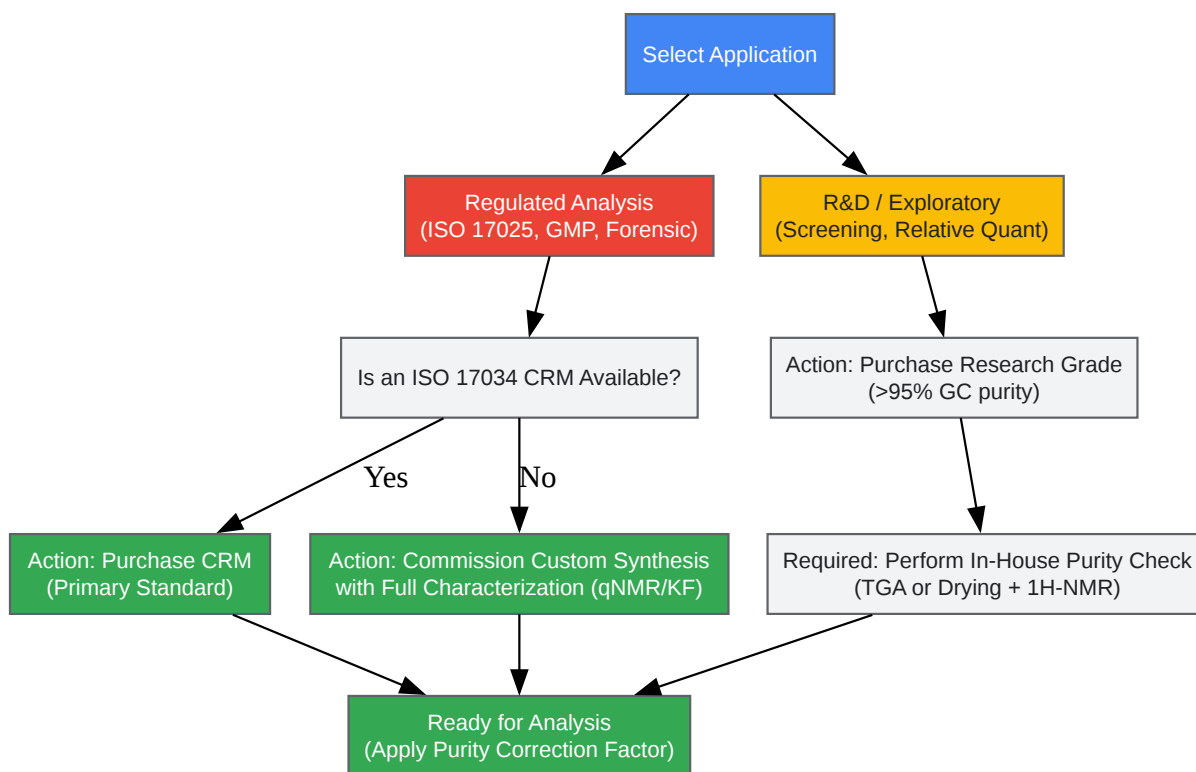 Select Application
Regulated Analysis
(ISO 17025, GMP, Forensic)
R&D / Exploratory
(Screening, Relative Quant)
Is an ISO 17034 CRM Available?
Action: Purchase Research Grade
(>95% GC purity)
Yes
No
Action: Purchase CRM
(Primary Standard)
Action: Commission Custom Synthesis
with Full Characterization (qNMR/KF)
Required: Perform In-House Purity Check
(TGA or Drying + 1H-NMR)
Ready for Analysis
(Apply Purity Correction Factor)